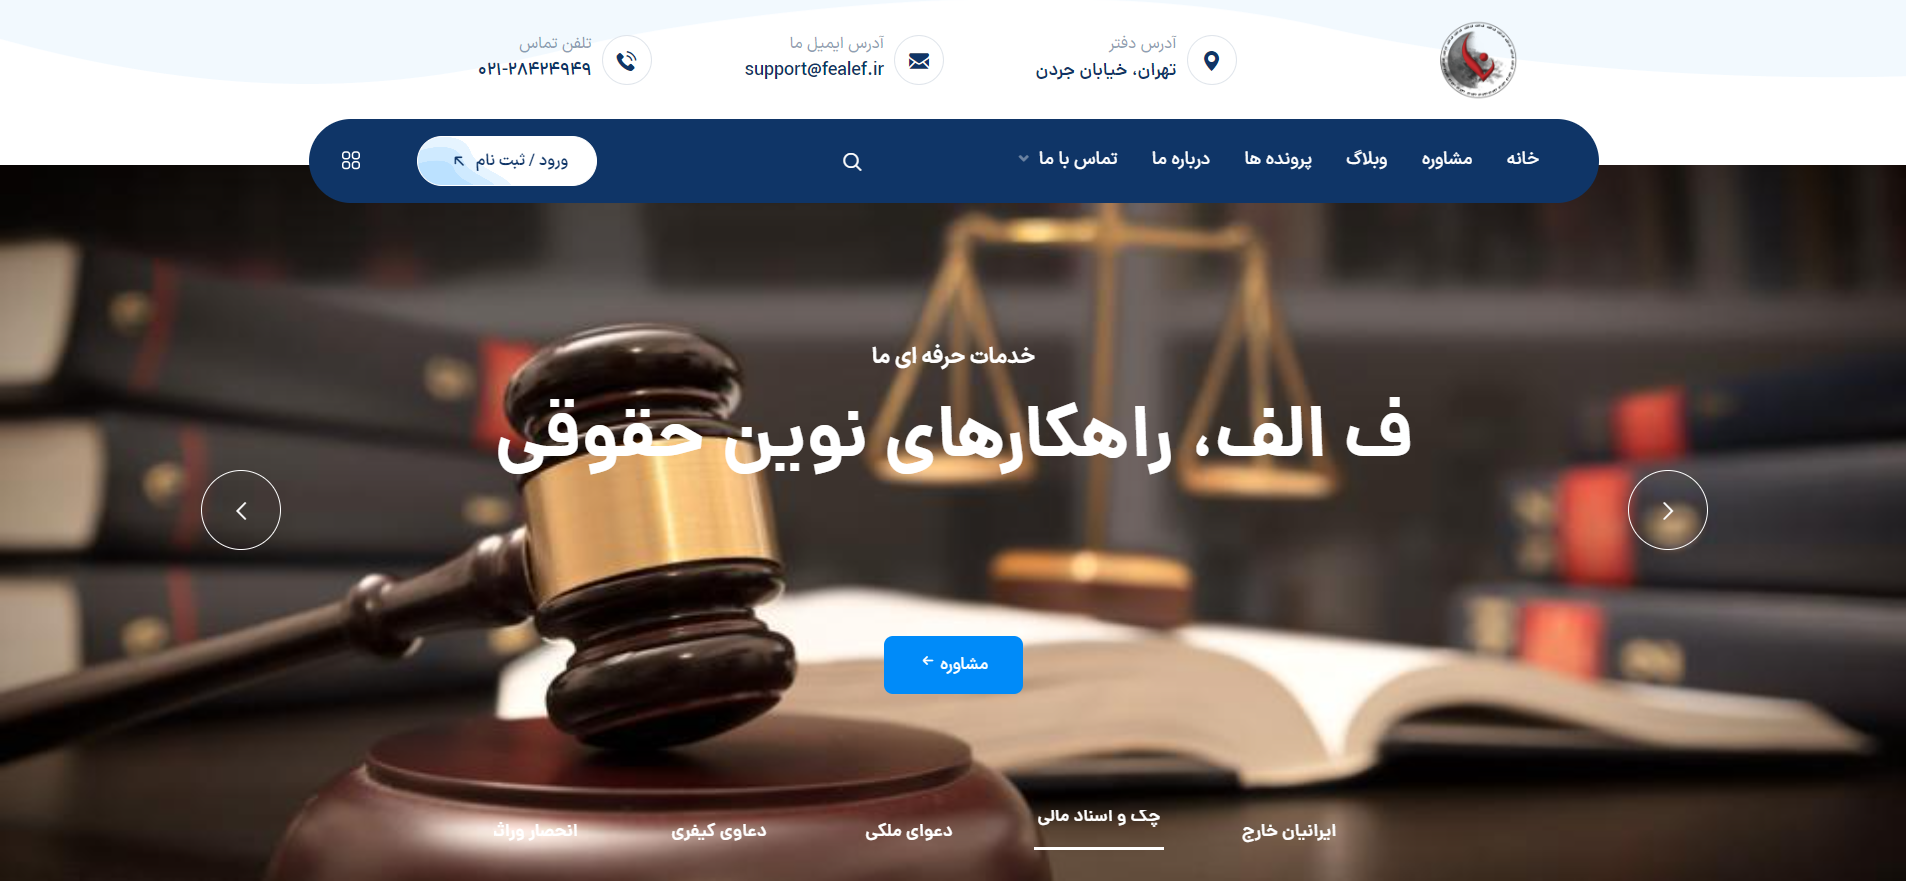 آدرس دفتر
تهران، خیابان جردن
آدرس ایمیل ما
support@fealef.ir
تلفن تماس
۰۲۱-۲۸۴۲۴۹۴۹
خانه
مشاوره
وبلاگ
پرونده ها
درباره ما
تماس با ما
ورود / ثبت نام
خدمات حرفه ای ما
ف الف، راهکارهای نوین حقوقی
مشاوره
ایرانیان خارج
چک و اسناد مالی
دعوای ملکی
دعاوی کیفری
انحصار وراث